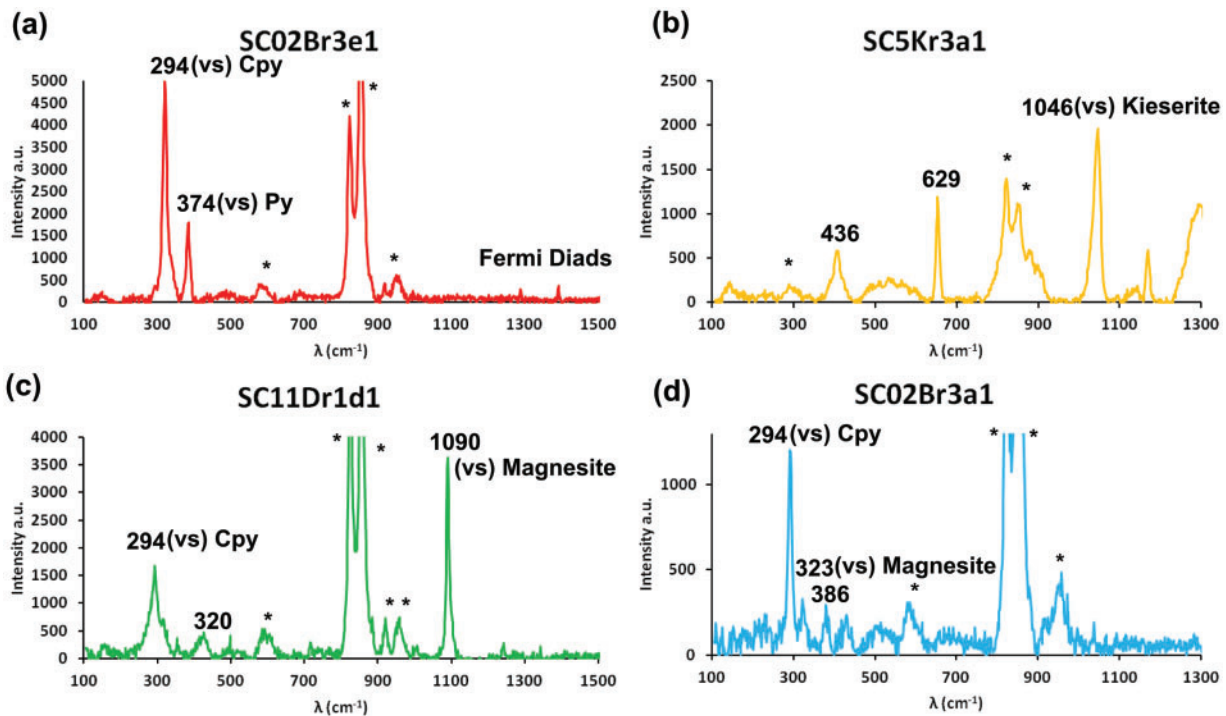 (a)
SC02Br3e1
294 (vs) Cpy
* *
374 (vs) Py
* *
Fermi Diads
Intensity a.u.
5000
4500
4000
3500
3000
2500
2000
1500
1000
500
0
100 300 500 700 900 1100 1300 1500
λ (cm⁻¹)
(b)
SC5Kr3a1
1046 (vs) Kieserite
*
*
629
436
*
Intensity a.u.
2500
2000
1500
1000
500
0
100 300 500 700 900 1100 1300
λ (cm⁻¹)
(c)
SC11Dr1d1
* *
1090
(vs) Magnesite
294 (vs) Cpy
320
*
* *
Intensity a.u.
4000
3500
3000
2500
2000
1500
1000
500
0
100 300 500 700 900 1100 1300 1500
λ (cm⁻¹)
(d)
SC02Br3a1
294 (vs) Cpy
* *
323 (vs) Magnesite
386
*
*
Intensity a.u.
1000
500
0
100 300 500 700 900 1100 1300
λ (cm⁻¹)